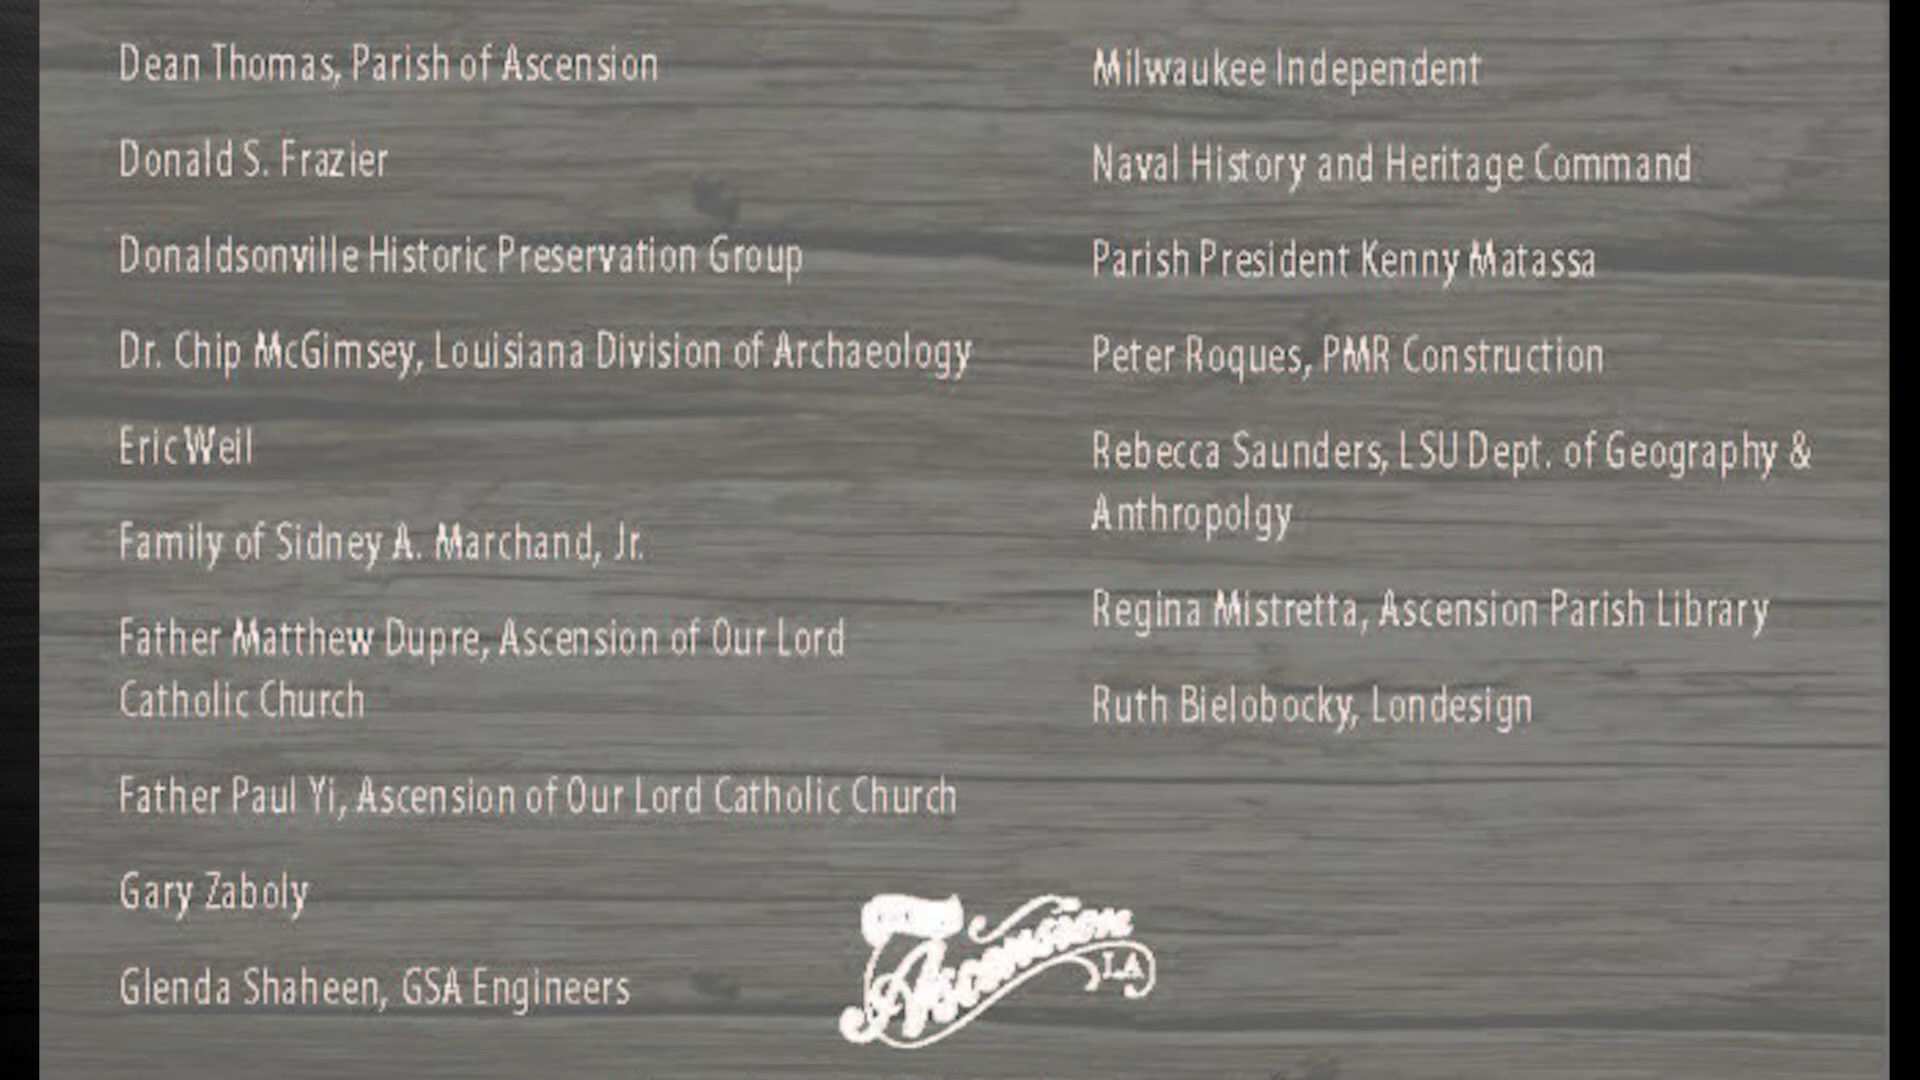 Dean Thomas, Parish of Ascension
Donald S. Frazier
Donaldsonville Historic Preservation Group
Dr. Chip McGimsey, Louisiana Division of Archaeology
Eric Weil
Family of Sidney A. Marchand, Jr.
Father Matthew Dupre, Ascension of Our Lord
Catholic Church
Father Paul Yi, Ascension of Our Lord Catholic Church
Gary Zaboly
Glenda Shaheen, GSA Engineers
Milwaukee Independent
Naval History and Heritage Command
Parish President Kenny Matassa
Peter Roques, PMR Construction
Rebecca Saunders, LSU Dept. of Geography &
Anthropolgy
Regina Mistretta, Ascension Parish Library
Ruth Bielobocky, Londesign
Ascension
LA